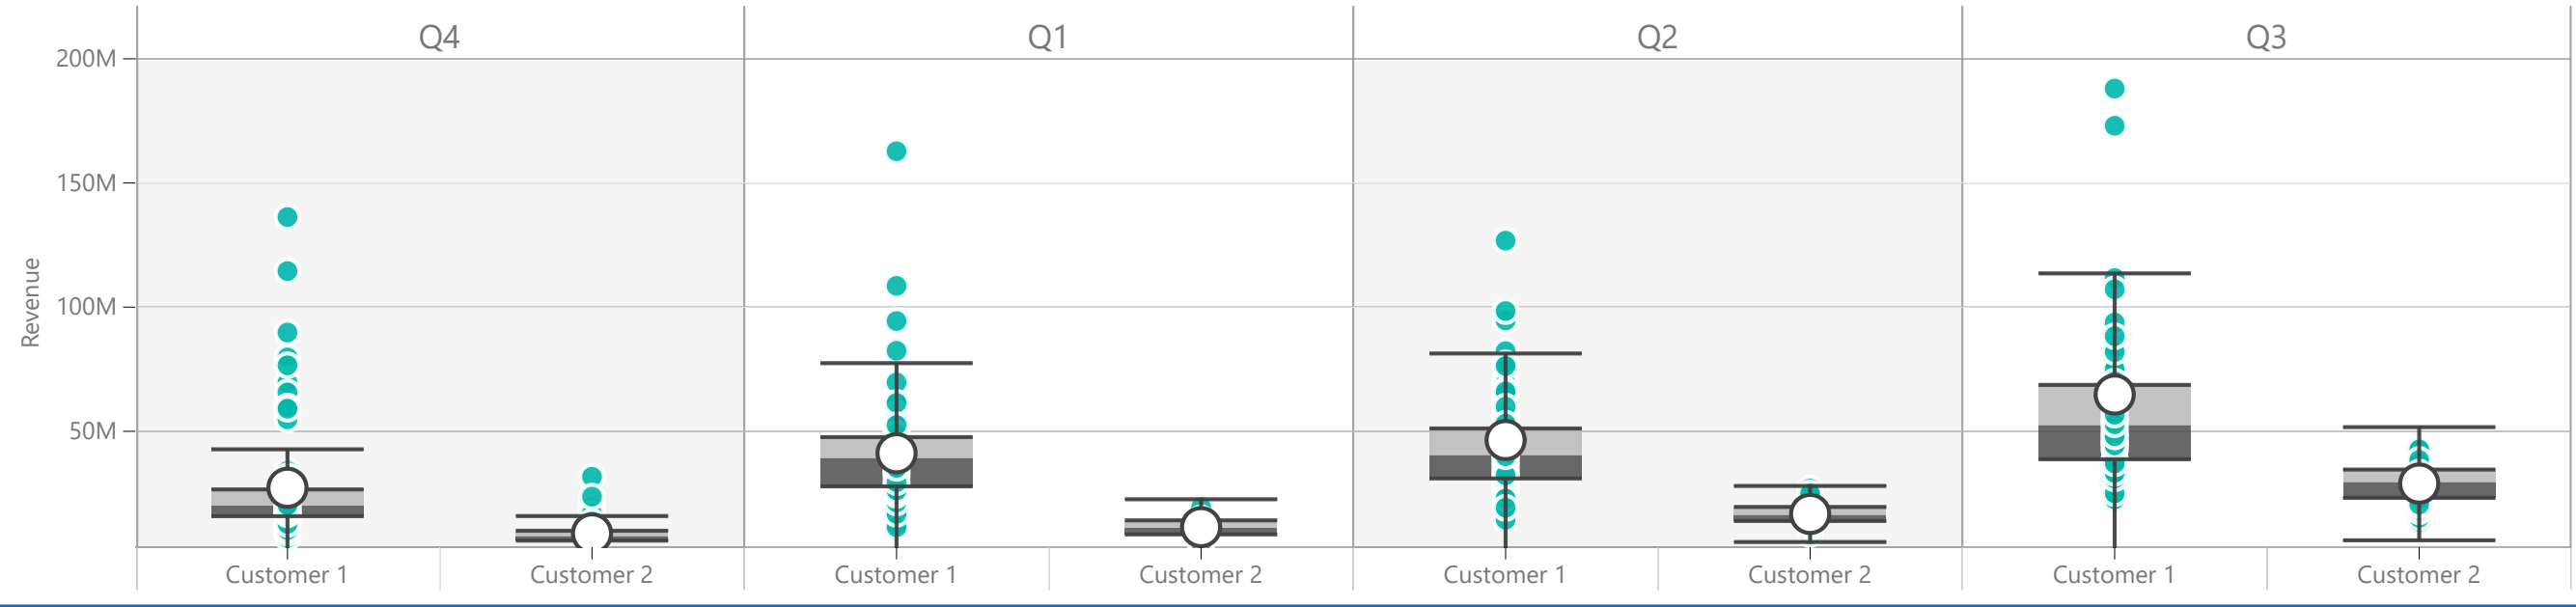 Q4 Q1 Q2 Q3
200M
150M
100M
50M
Revenue
Customer 1 Customer 2 Customer 1 Customer 2 Customer 1 Customer 2 Customer 1 Customer 2